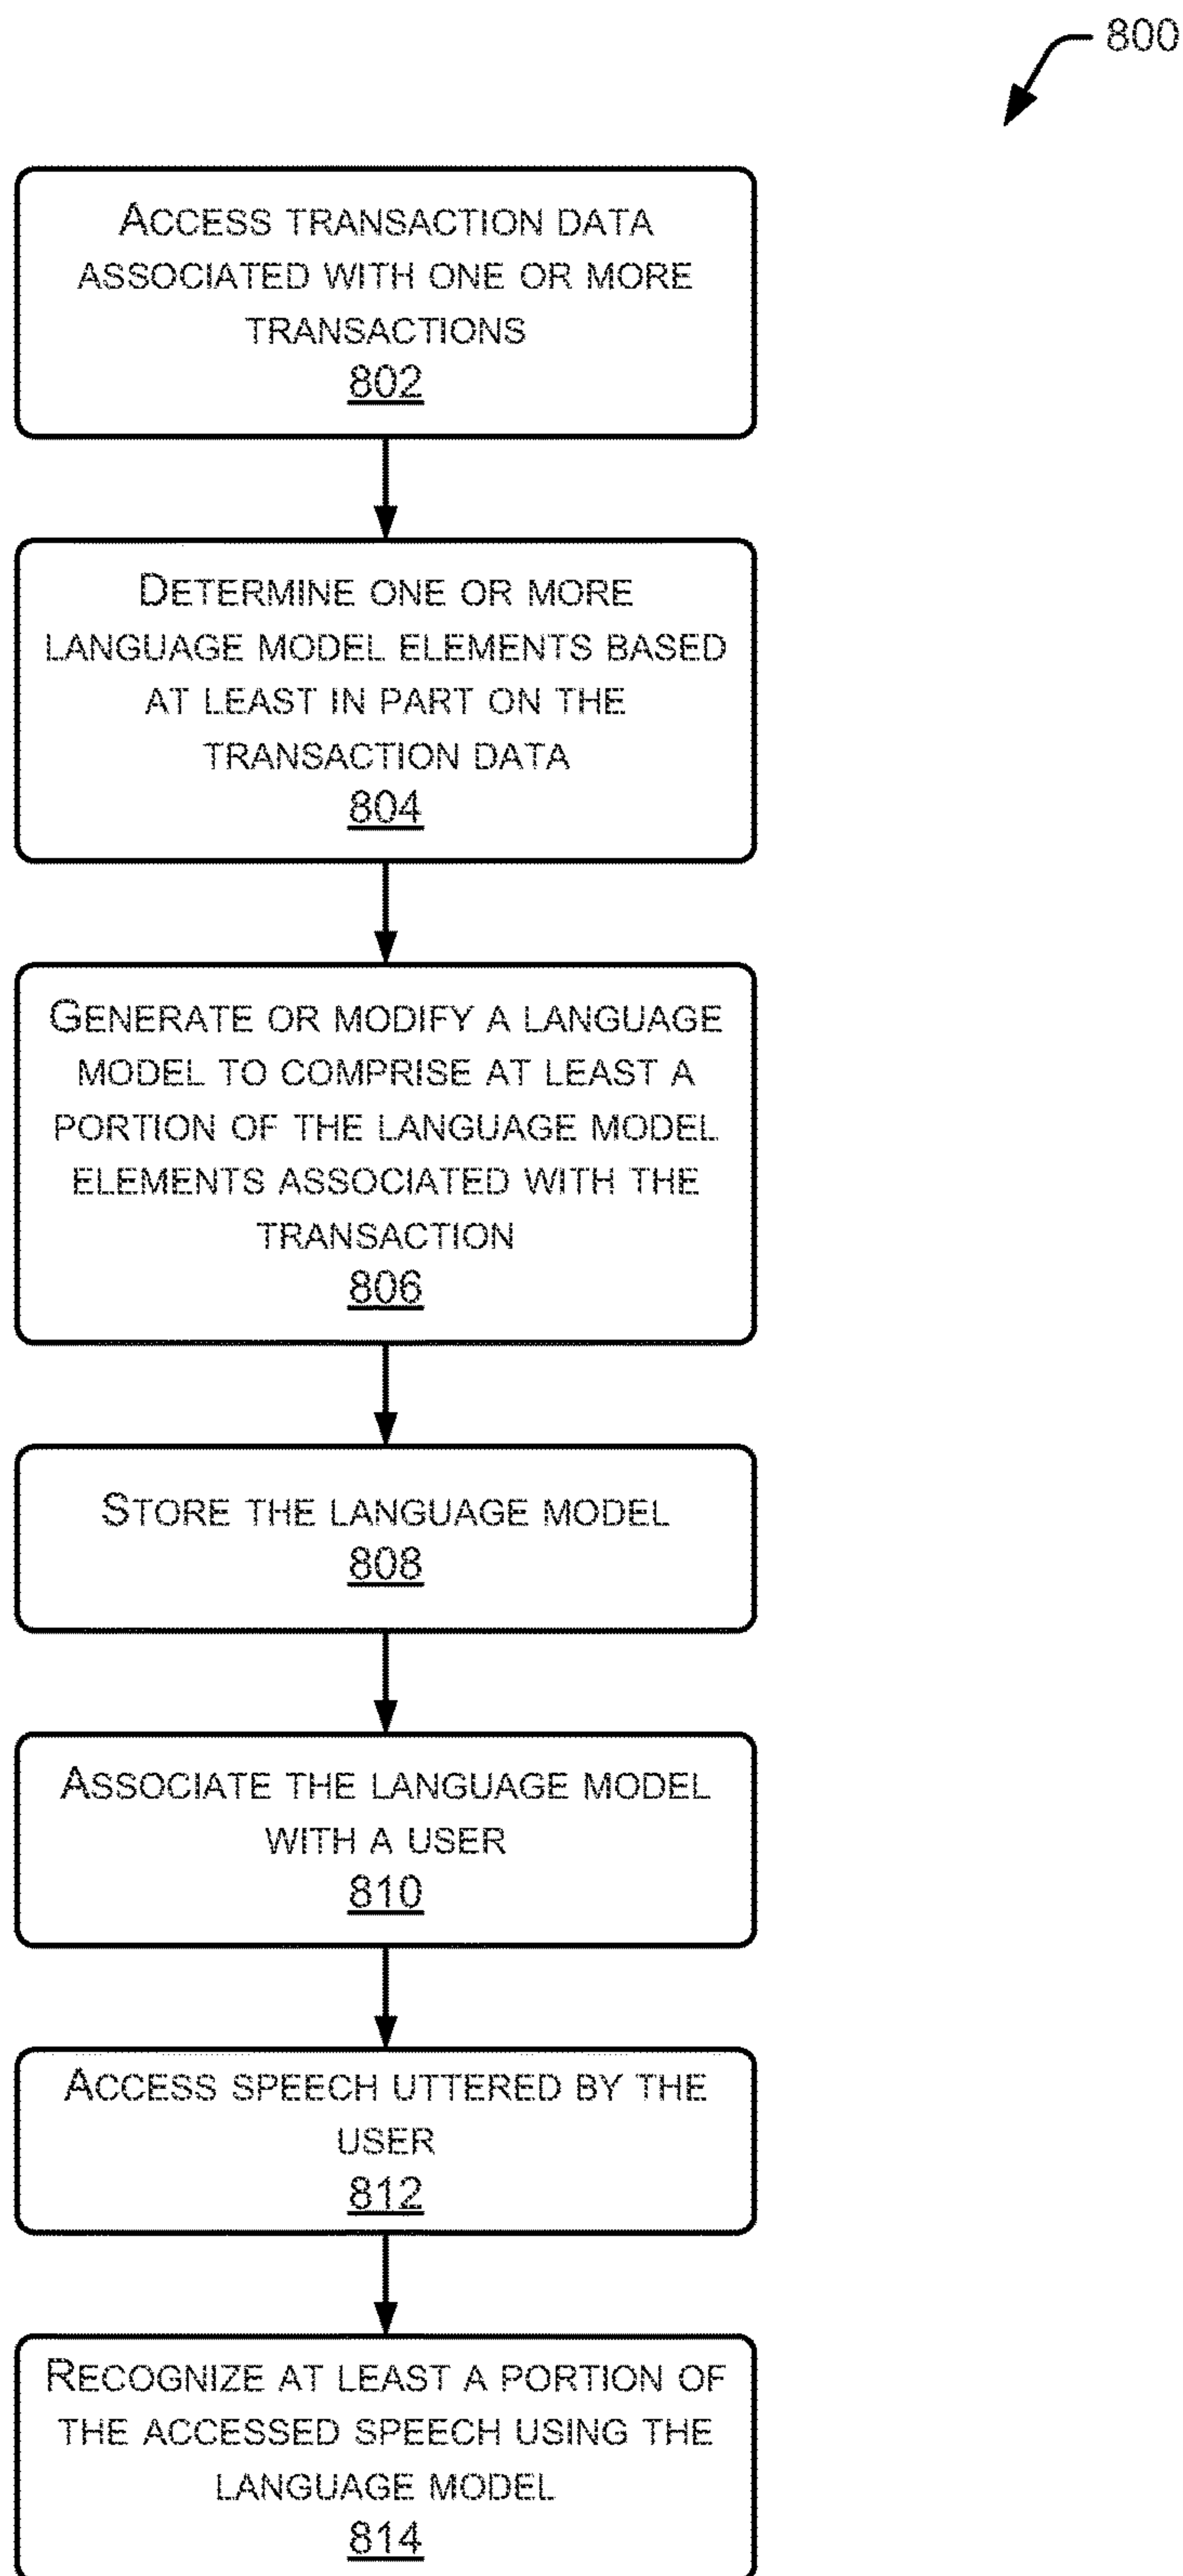 800
ACCESS TRANSACTION DATA
ASSOCIATED WITH ONE OR MORE
TRANSACTIONS
802
DETERMINE ONE OR MORE
LANGUAGE MODEL ELEMENTS BASED
AT LEAST IN PART ON THE
TRANSACTION DATA
804
GENERATE OR MODIFY A LANGUAGE
MODEL TO COMPRISE AT LEAST A
PORTION OF THE LANGUAGE MODEL
ELEMENTS ASSOCIATED WITH THE
TRANSACTION
806
STORE THE LANGUAGE MODEL
808
ASSOCIATE THE LANGUAGE MODEL
WITH A USER
810
ACCESS SPEECH UTTERED BY THE
USER
812
RECOGNIZE AT LEAST A PORTION OF
THE ACCESSED SPEECH USING THE
LANGUAGE MODEL
814